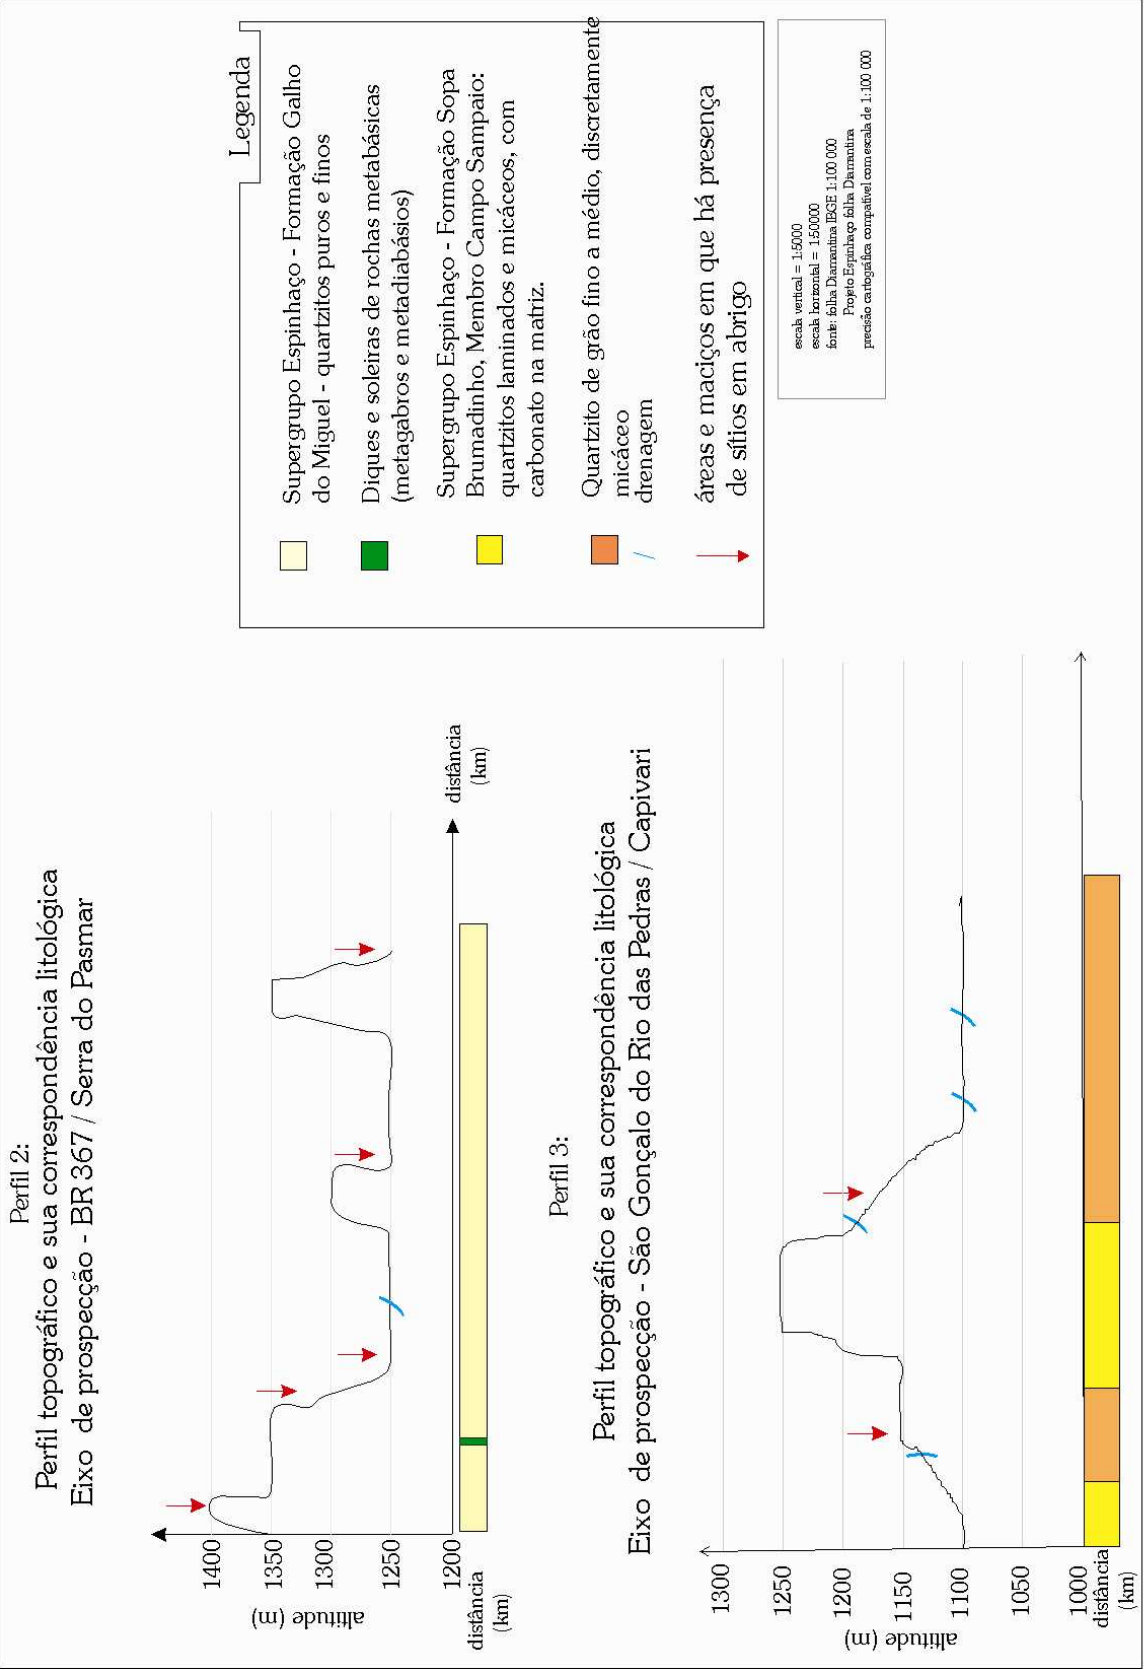 Perfil 2:
Perfil topográfico e sua correspondência litológica
Eixo de prospecção - BR 367 / Serra do Pasmar
altitude (m)
1400
1350
1300
1250
1200
distância
(km)
distância
(km)
Perfil 3:
Perfil topográfico e sua correspondência litológica
Eixo de prospecção - São Gonçalo do Rio das Pedras / Capivari
altitude (m)
1300
1250
1200
1150
1100
1050
1000
distância
(km)
Legenda
Supergrupo Espinhaço - Formação Galho
do Miguel - quartzitos puros e finos
Diques e soleiras de rochas metabásicas
(metagabros e metadiabásios)
Supergrupo Espinhaço - Formação Sopa
Brumadinho, Membro Campo Sampaio:
quartzitos laminados e micáceos, com
carbonato na matriz.
Quartzito de grão fino a médio, discretamente
micáceo
drenagem
áreas e maciços em que há presença
de sítios em abrigo
escala vertical = 1:5000
escala horizontal = 1:50000
fonte: folha Diamantina IBGE 1:100 000
Projeto Espinhaço folha Diamantina
precisão cartográfica compatível com escala de 1:100 000